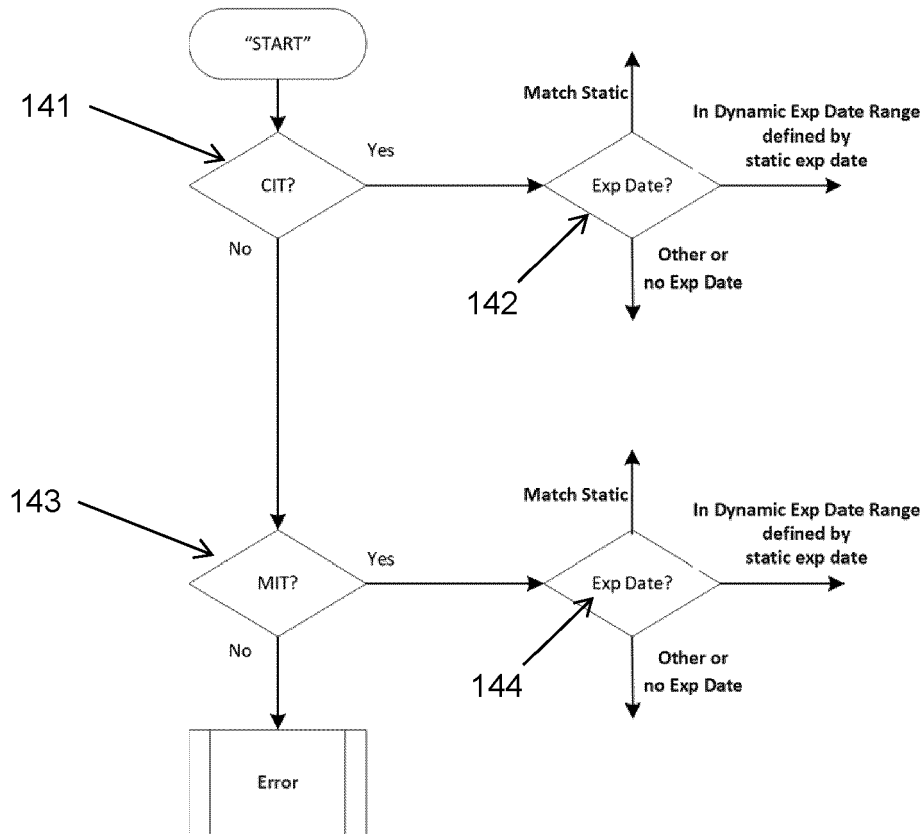 “START”
141
CIT?
Yes
No
Match Static
In Dynamic Exp Date Range
defined by
static exp date
Exp Date?
142
Other or
no Exp Date
143
MIT?
Yes
No
Match Static
In Dynamic Exp Date Range
defined by
static exp date
Exp Date?
144
Other or
no Exp Date
Error